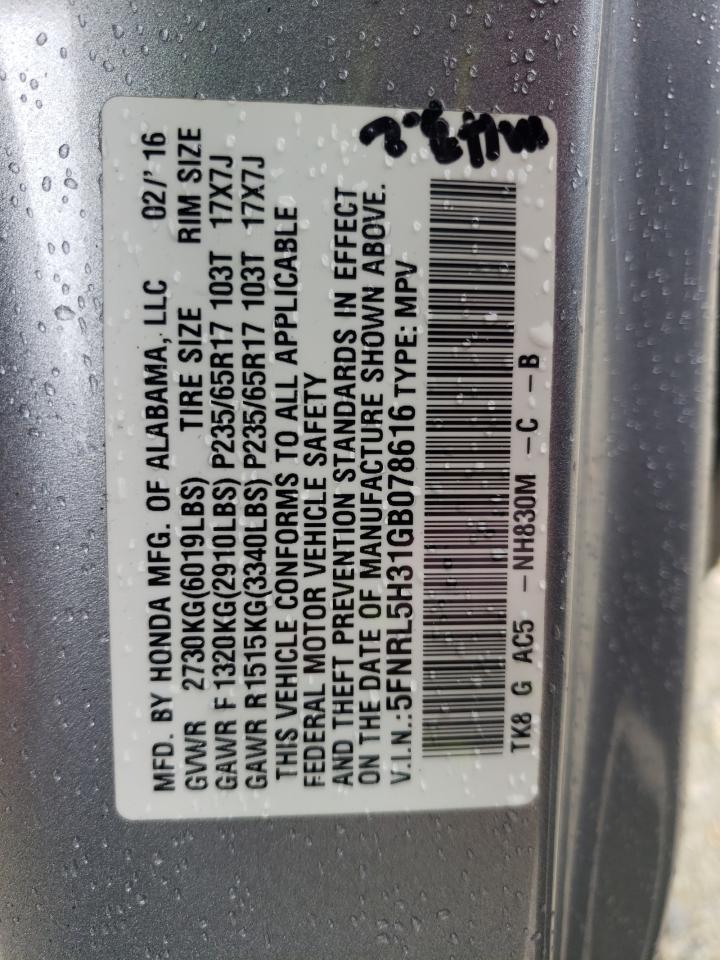 MFD. BY HONDA MFG. OF ALABAMA, LLC 02/' 16
GVWR 2730KG(6019LBS) TIRE SIZE RIM SIZE
GAWR F 1320KG(2910LBS) P235/65R17 103T 17X7J
GAWR R1515KG(3340LBS) P235/65R17 103T 17X7J
THIS VEHICLE CONFORMS TO ALL APPLICABLE
FEDERAL MOTOR VEHICLE SAFETY
AND THEFT PREVENTION STANDARDS IN EFFECT
ON THE DATE OF MANUFACTURE SHOWN ABOVE.
V.I.N.:5FNRL5H31GB078616 TYPE: MPV
TK8 G AC5 -NH830M -C -B